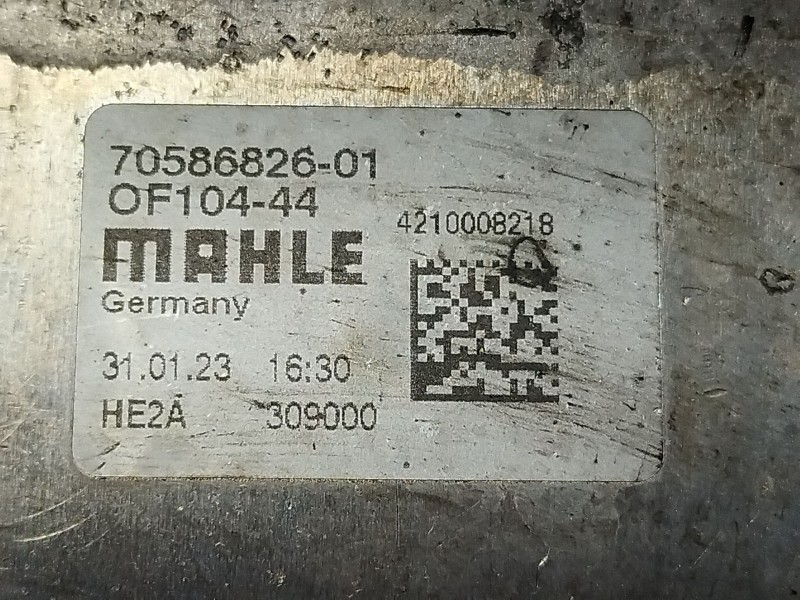 70586826-01
OF104-44
MAHLE
Germany
4210008218
31.01.23 16:30
HE2A 309000